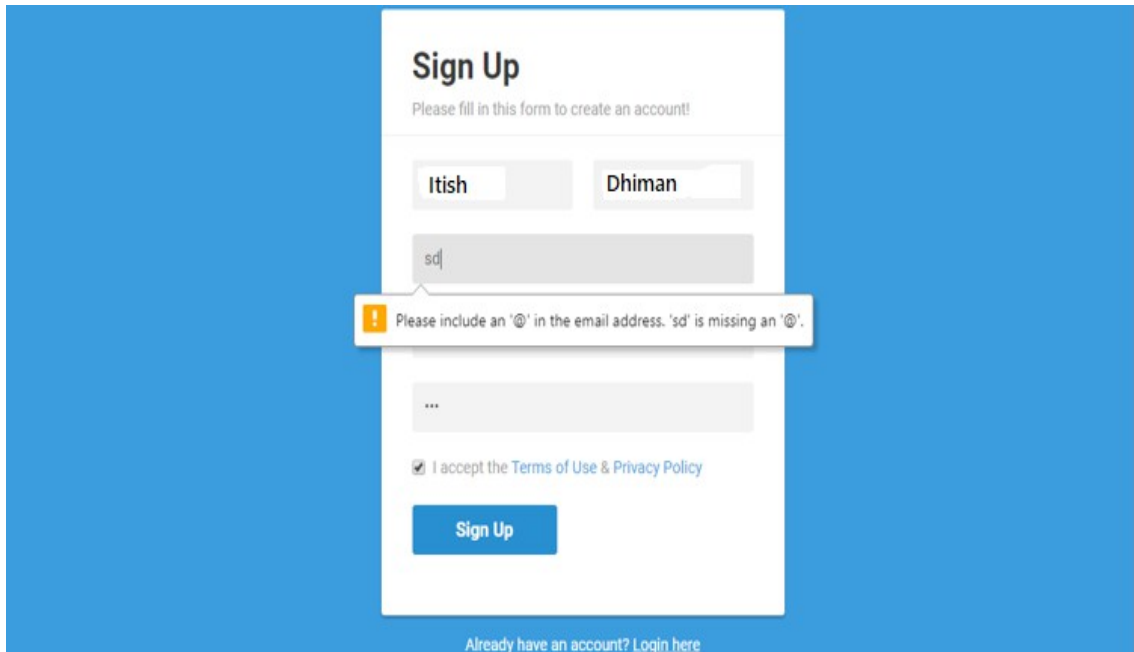 Sign Up
Please fill in this form to create an account!
Itish Dhiman
sd
Please include an '@' in the email address. 'sd' is missing an '@'.
•••
I accept the Terms of Use & Privacy Policy
Sign Up
Already have an account? Login here